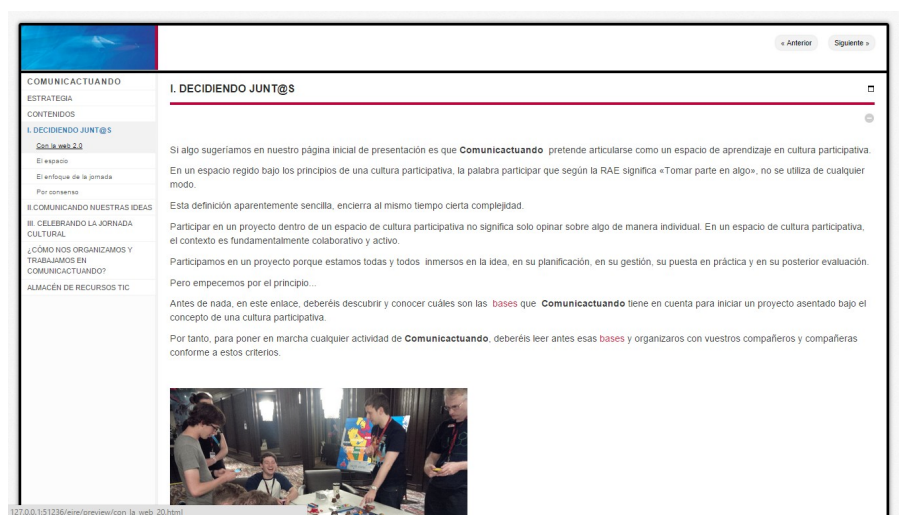 « Anterior
Siguiente »
COMUNICACTUANDO
ESTRATEGIA
CONTENIDOS
I. DECIDIENDO JUNT@S
Con la web 2.0
El espacio
El enfoque de la jornada
Por consenso
II.COMUNICANDO NUESTRAS IDEAS
III. CELEBRANDO LA JORNADA
CULTURAL
¿CÓMO NOS ORGANIZAMOS Y
TRABAJAMOS EN
COMUNICACTUANDO?
ALMACÉN DE RECURSOS TIC
I. DECIDIENDO JUNT@S
Si algo sugeríamos en nuestro página inicial de presentación es que Comunicactuando pretende articularse como un espacio de aprendizaje en cultura participativa.
En un espacio regido bajo los principios de una cultura participativa, la palabra participar que según la RAE significa «Tomar parte en algo», no se utiliza de cualquier
modo.
Esta definición aparentemente sencilla, encierra al mismo tiempo cierta complejidad.
Participar en un proyecto dentro de un espacio de cultura participativa no significa solo opinar sobre algo de manera individual. En un espacio de cultura participativa,
el contexto es fundamentalmente colaborativo y activo.
Participamos en un proyecto porque estamos todas y todos inmersos en la idea, en su planificación, en su gestión, su puesta en práctica y en su posterior evaluación.
Pero empecemos por el principio...
Antes de nada, en este enlace, deberéis descubrir y conocer cuáles son las bases que Comunicactuando tiene en cuenta para iniciar un proyecto asentado bajo el
concepto de una cultura participativa.
Por tanto, para poner en marcha cualquier actividad de Comunicactuando, deberéis leer antes esas bases y organizaros con vuestros compañeros y compañeras
conforme a estos criterios.
127.0.0.1:51236/eire/preview/con_la_web_20.html